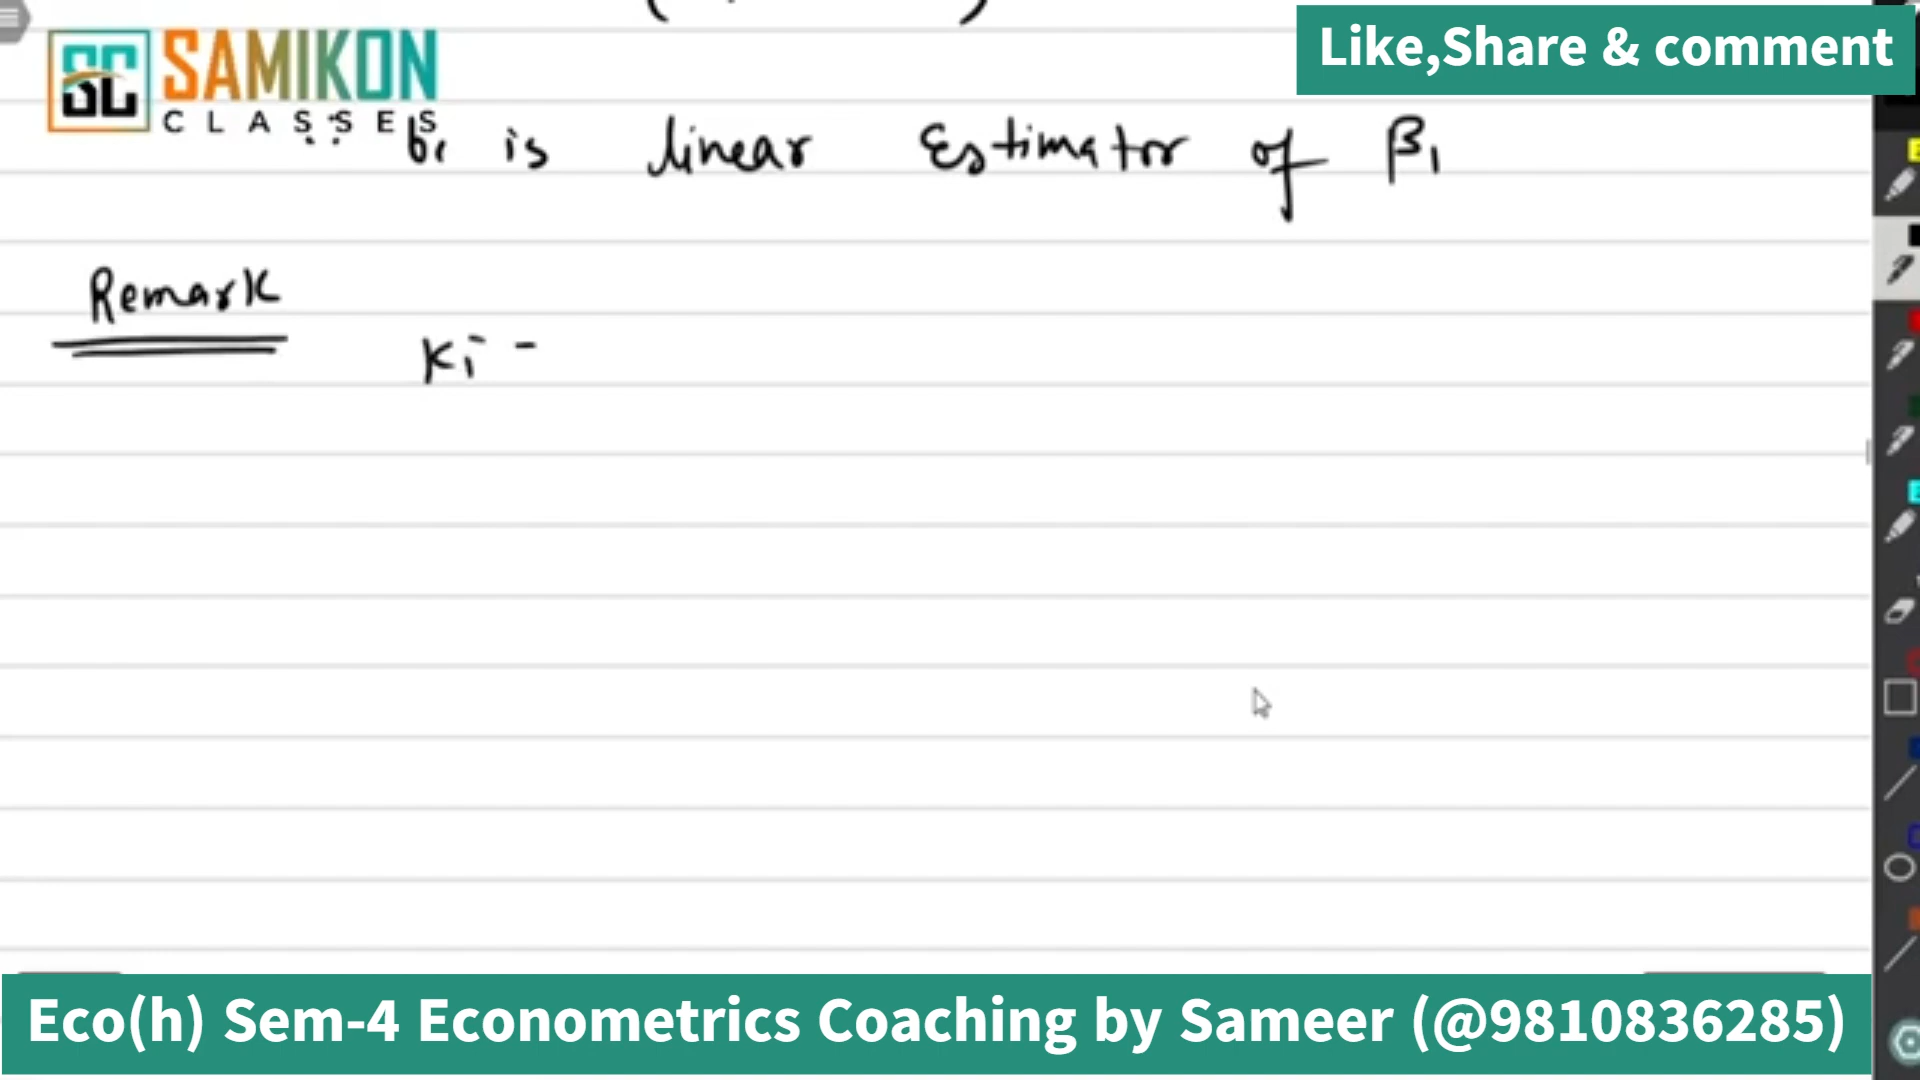 Like,Share & comment
SC SAMIKON
CLASSES
∴ b₁ is linear Estimator of β₁
Remark
Ki -
Eco(h) Sem-4 Econometrics Coaching by Sameer (@9810836285)